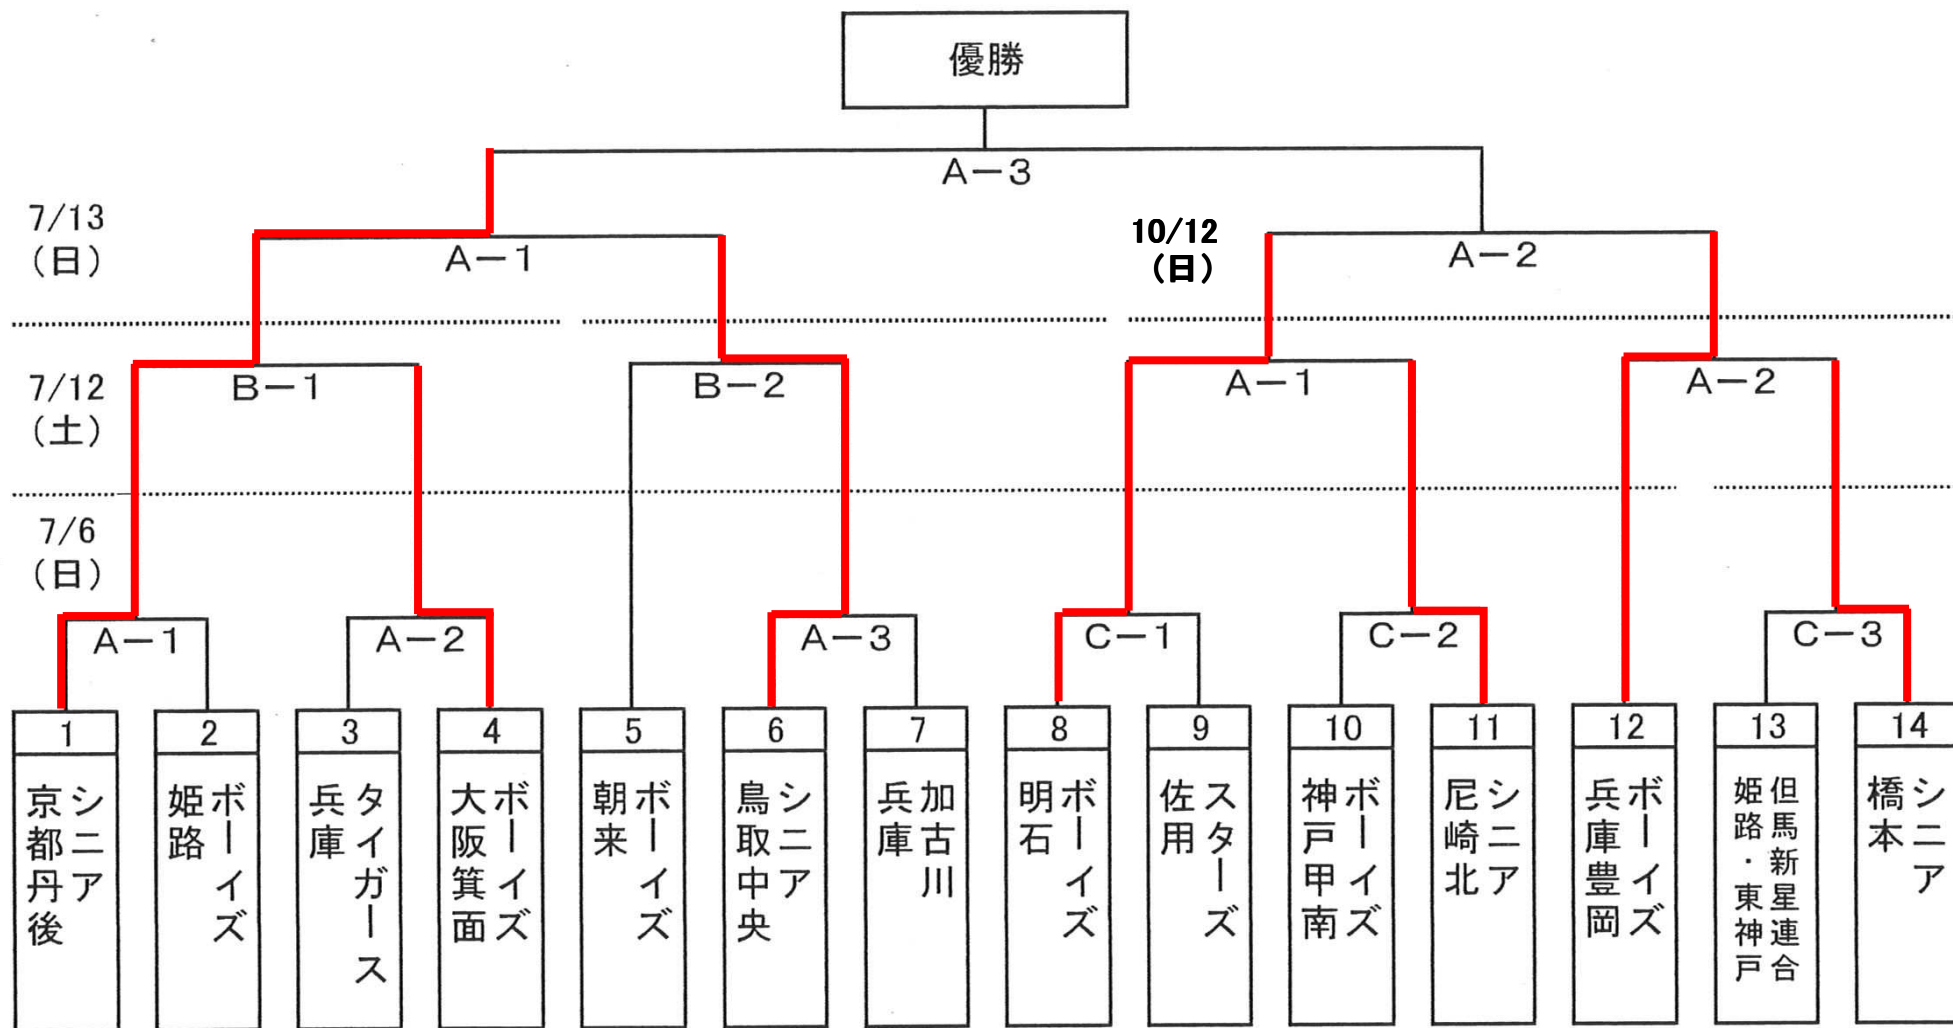 優勝
A-3
7/13
(日)
A-1
10/12
(日)
A-2
7/12
(土)
B-1
B-2
A-1
A-2
7/6
(日)
A-1
A-2
A-3
C-1
C-2
C-3
1
2
3
4
5
6
7
8
9
10
11
12
13
14
京都丹後
シニア
姫路
ボーイズ
兵庫
タイガース
大阪箕面
ボーイズ
朝来
ボーイズ
鳥取中央
シニア
兵庫
加古川
明石
ボーイズ
佐用
スターズ
神戸甲南
ボーイズ
尼崎北
シニア
兵庫豊岡
ボーイズ
姫路・東神戸
但馬新星連合
橋本
シニア